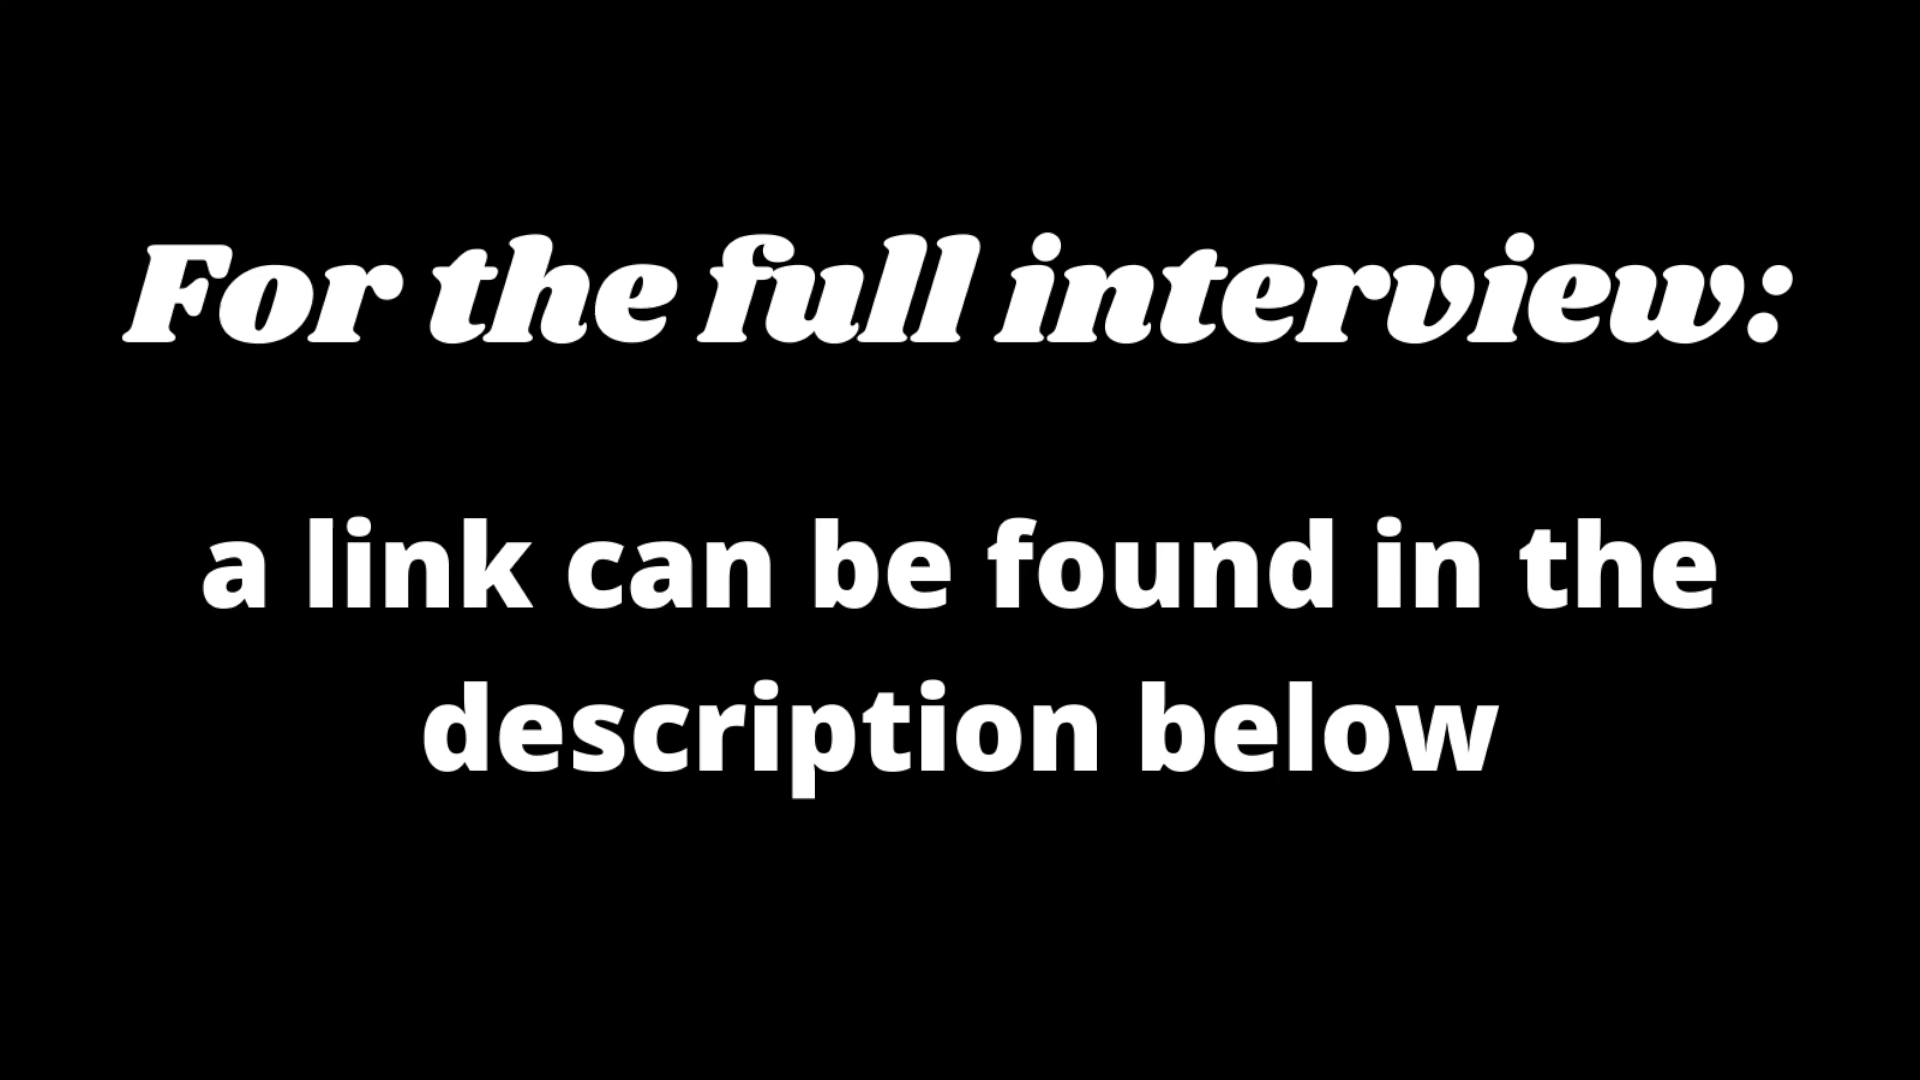 For the full interview:
a link can be found in the
description below